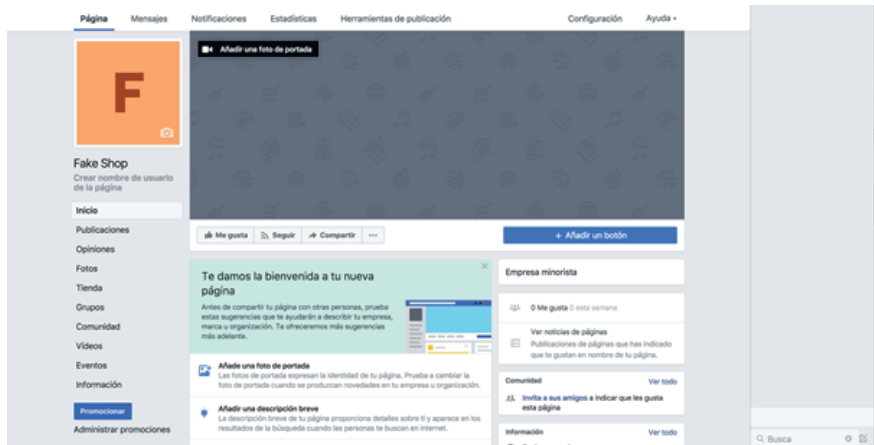 Página Mensajes Notificaciones Estadísticas Herramientas de publicación Configuración Ayuda
Añadir una foto de portada
F
Fake Shop
Crear nombre de usuario
de la página
Inicio
Publicaciones
Opiniones
Fotos
Tienda
Grupos
Comunidad
Vídeos
Eventos
Información
Promocionar
Administrar promociones
Me gusta Seguir Compartir ...
+ Añadir un botón
Te damos la bienvenida a tu nueva
página
Antes de compartir tu página con otras personas, prueba
estas sugerencias que te ayudarán a describir tu empresa,
marca u organización. Te ofreceremos más sugerencias
más adelante.
Añade una foto de portada
Las fotos de portada expresan la identidad de tu página. Prueba a cambiar la
foto de portada cuando se produzcan novedades en tu empresa u organización.
Añadir una descripción breve
La descripción breve de tu página proporciona detalles sobre ti y aparece en los
resultados de la búsqueda cuando las personas te buscan en Internet.
Empresa minorista
0 Me gusta 0 esta semana
Ver noticias de páginas
Publicaciones de páginas que has indicado
que te gustan en nombre de tu página.
Comunidad Ver todo
Invita a sus amigos a indicar que les gusta
esta página
Información Ver todo
Busca